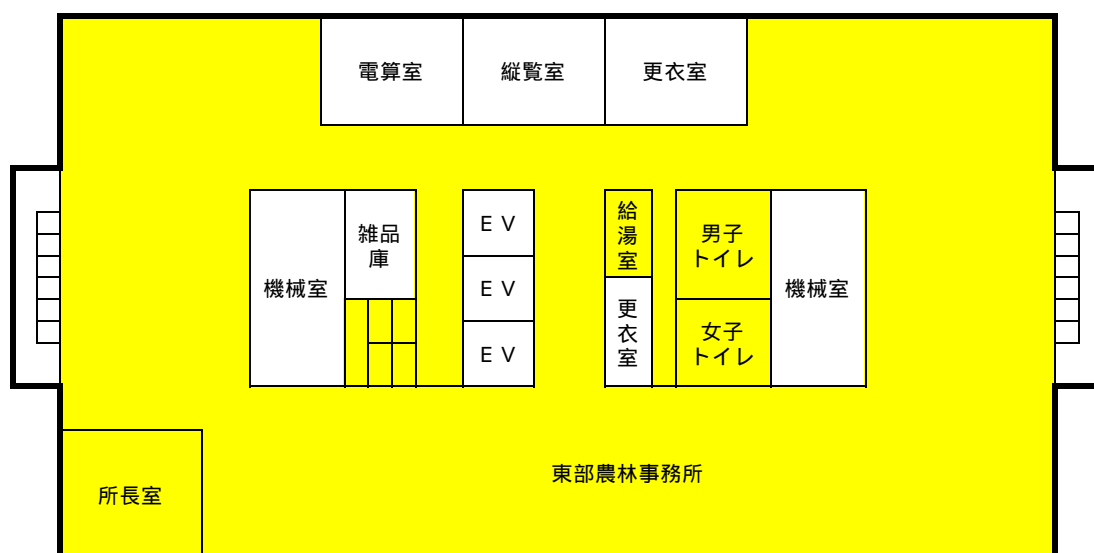 電算室
縦覧室
更衣室
機械室
雑品
庫
ＥＶ
ＥＶ
ＥＶ
給
湯
室
更
衣
室
男子
トイレ
女子
トイレ
機械室
東部農林事務所
所長室